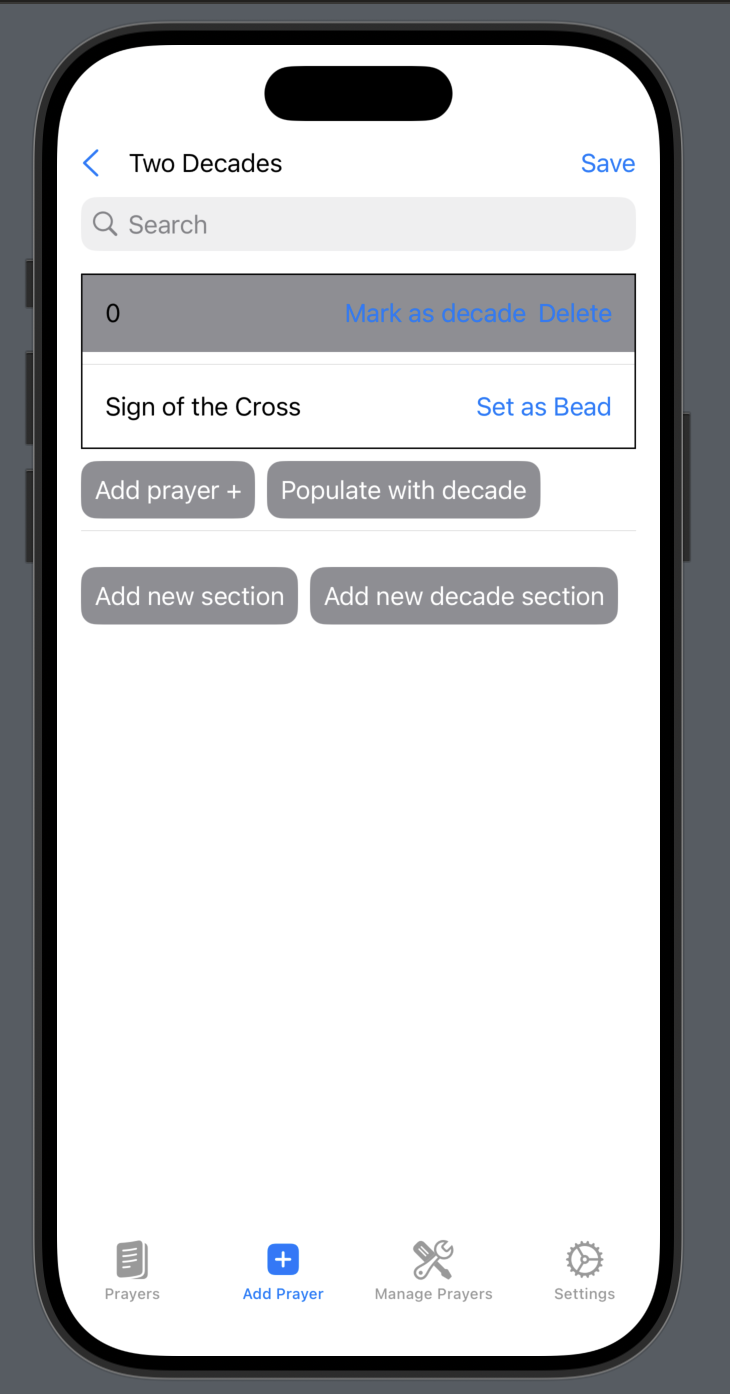 Two Decades Save
Search
0 Mark as decade Delete
Sign of the Cross Set as Bead
Add prayer + Populate with decade
Add new section Add new decade section
Prayers Add Prayer Manage Prayers Settings